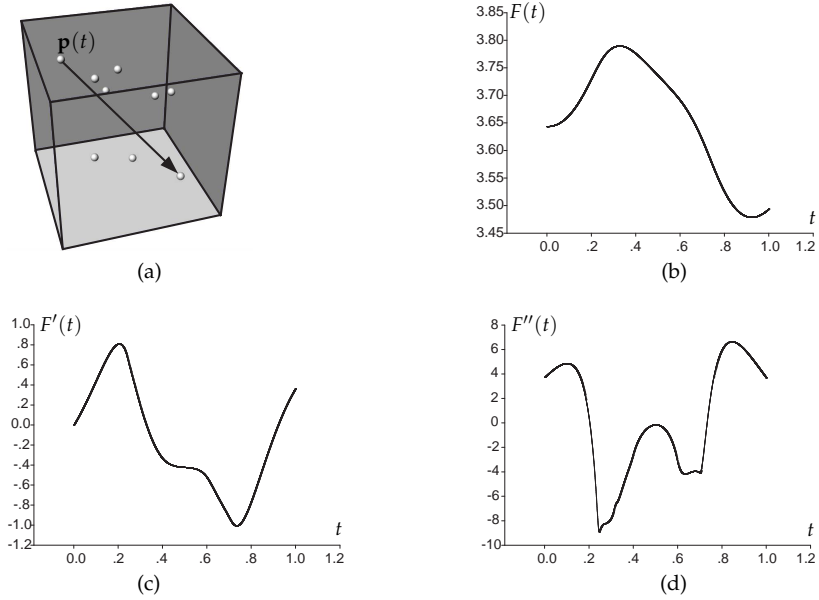 p(t)
(a)
F(t)
3.85
3.80
3.75
3.70
3.65
3.60
3.55
3.50
3.45
0.0 .2 .4 .6 .8 1.0 1.2
t
(b)
F′(t)
1.0
.8
.6
.4
.2
0.0
-.2
-.4
-.6
-.8
-1.0
-1.2
0.0 .2 .4 .6 .8 1.0 1.2
t
(c)
F″(t)
8
6
4
2
0
-2
-4
-6
-8
-10
0.0 .2 .4 .6 .8 1.0 1.2
t
(d)